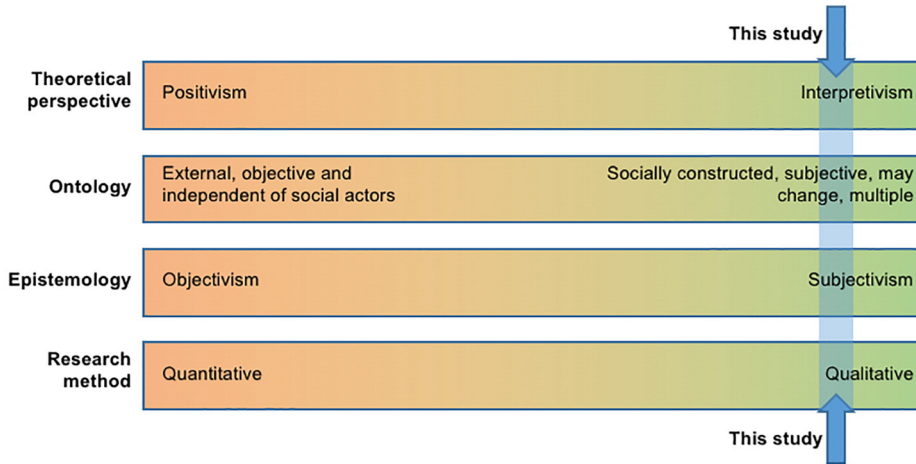 This study
Theoretical
perspective
Positivism
Interpretivism
Ontology
External, objective and
independent of social actors
Socially constructed, subjective, may
change, multiple
Epistemology
Objectivism
Subjectivism
Research
method
Quantitative
Qualitative
This study